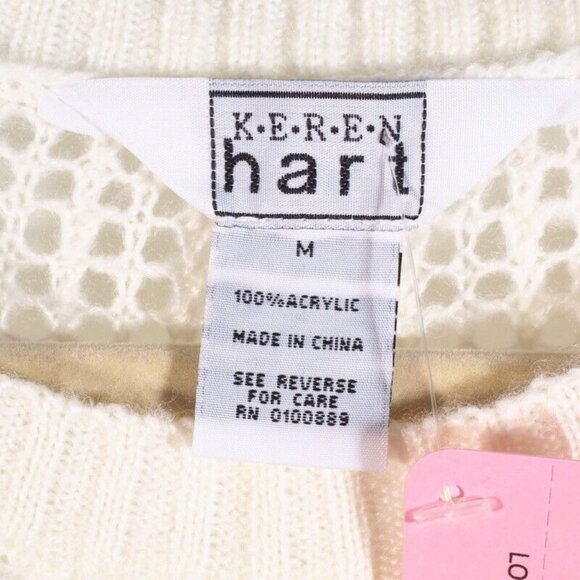 K·E·R·E·N
hart
M
100%ACRYLIC
MADE IN CHINA
SEE REVERSE
FOR CARE
RN 0100889